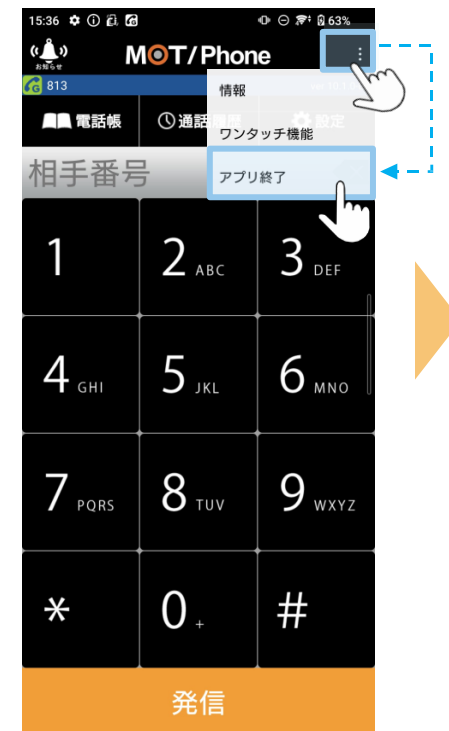 15:36 63%
お知らせ
MOT/Phone
813
情報
電話帳 通話
ワンタッチ機能
設定
相手番号
アプリ終了
1 2 ABC 3 DEF
4 GHI 5 JKL 6 MNO
7 PQRS 8 TUV 9 WXYZ
* 0 + #
発信